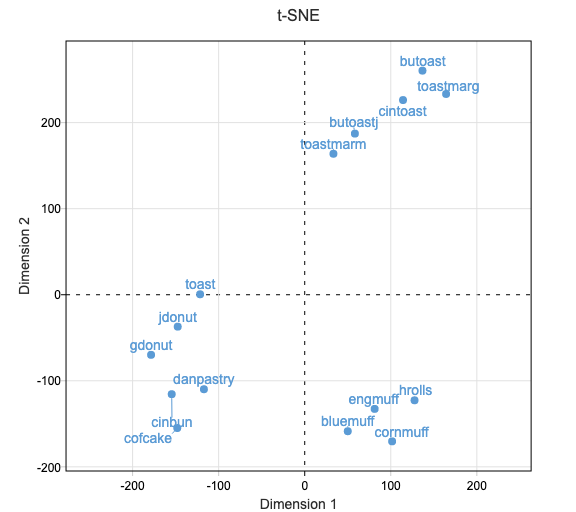 t-SNE
butoast
toastmarg
cintoast
butoastj
toastmarm
toast
jdonut
gdonut
danpastry
cinbun
cofcake
hrolls
engmuff
bluemuff
cornmuff
200
100
0
-100
-200
-200
-100
0
100
200
Dimension 2
Dimension 1